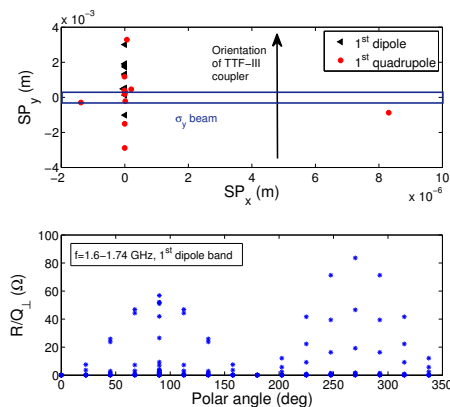 x 10⁻³
4
2
0
−2
−4
SP_y (m)
Orientation
of TTF−III
coupler
1st dipole
1st quadrupole
σ_y beam
−2 0 2 4 6 8 10
SP_x (m)
x 10⁻⁶
100
80
60
40
20
0
R/Q_⊥ (Ω)
f=1.6−1.74 GHz, 1st dipole band
0 50 100 150 200 250 300 350
Polar angle (deg)